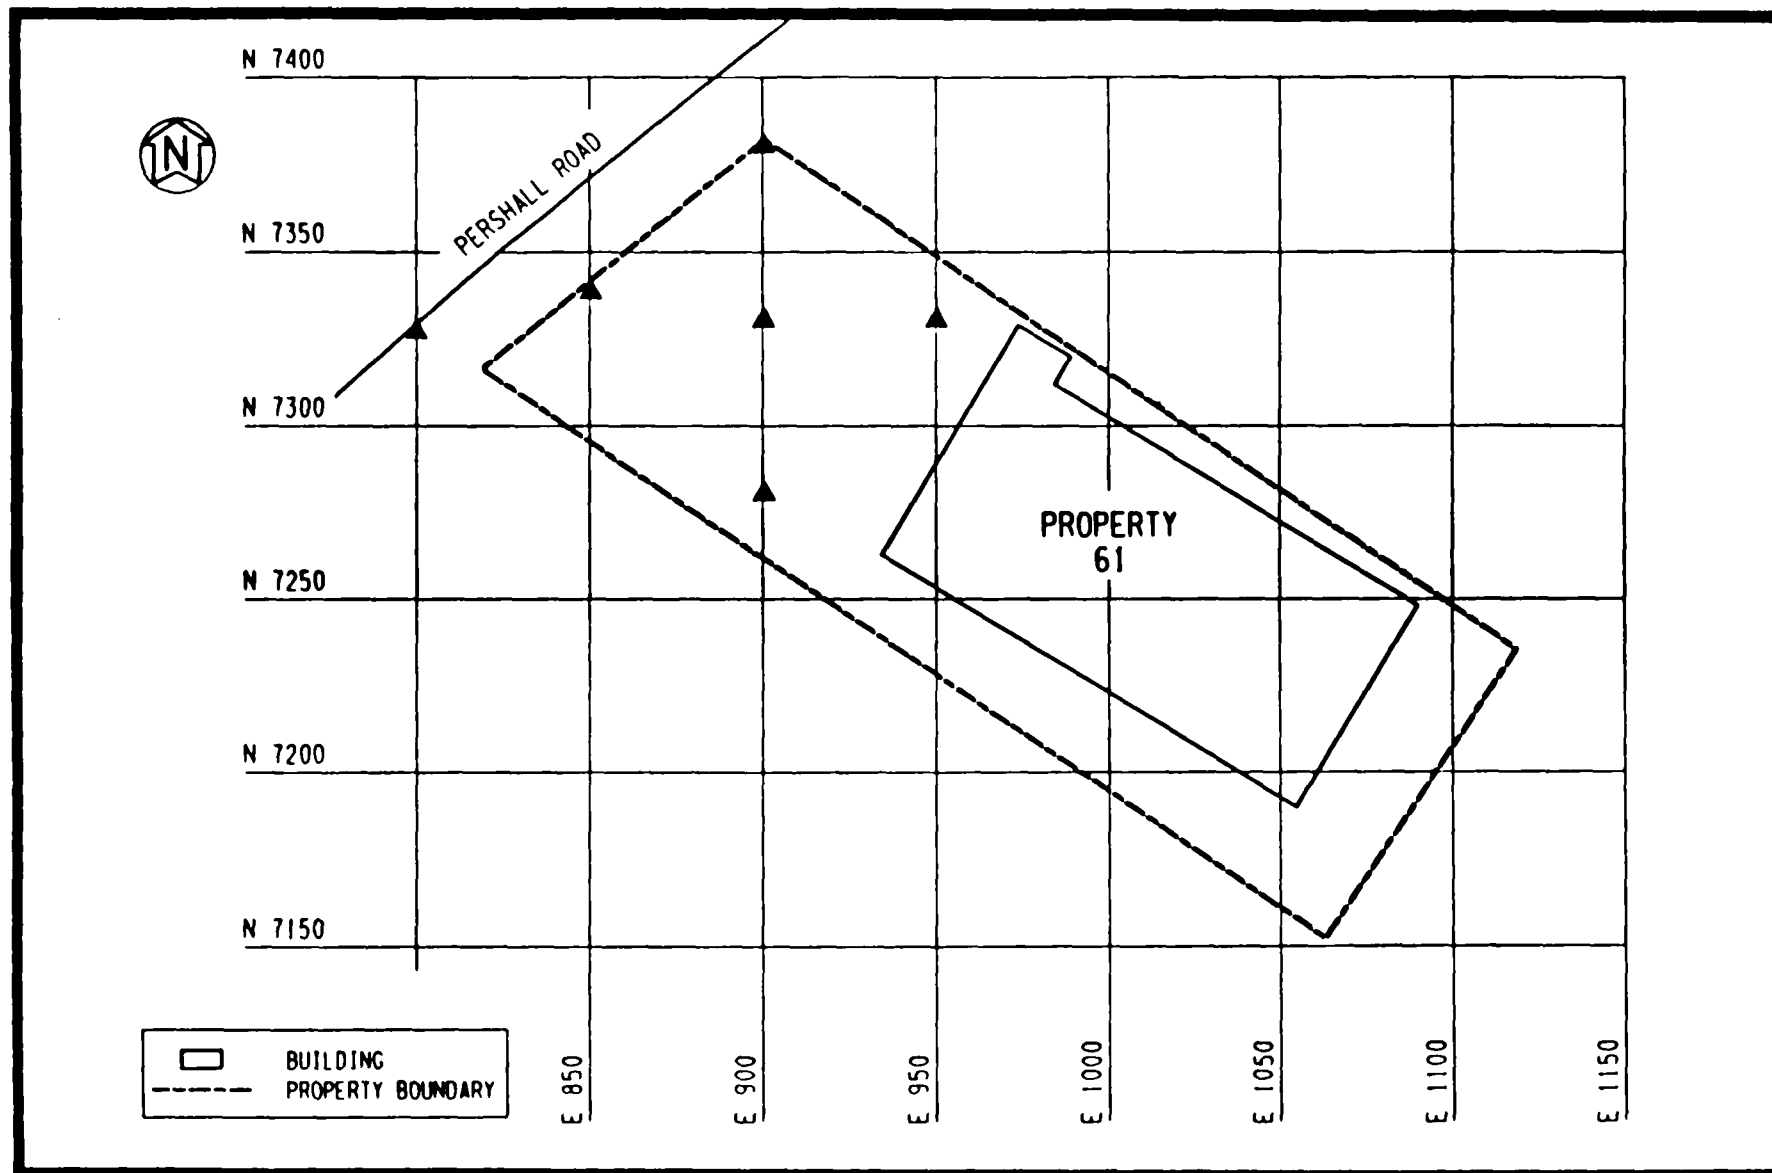 N 7400
N
PERSHALL ROAD
N 7350
N 7300
PROPERTY
61
N 7250
N 7200
N 7150
BUILDING
PROPERTY BOUNDARY
E 850
E 900
E 950
E 1000
E 1050
E 1100
E 1150